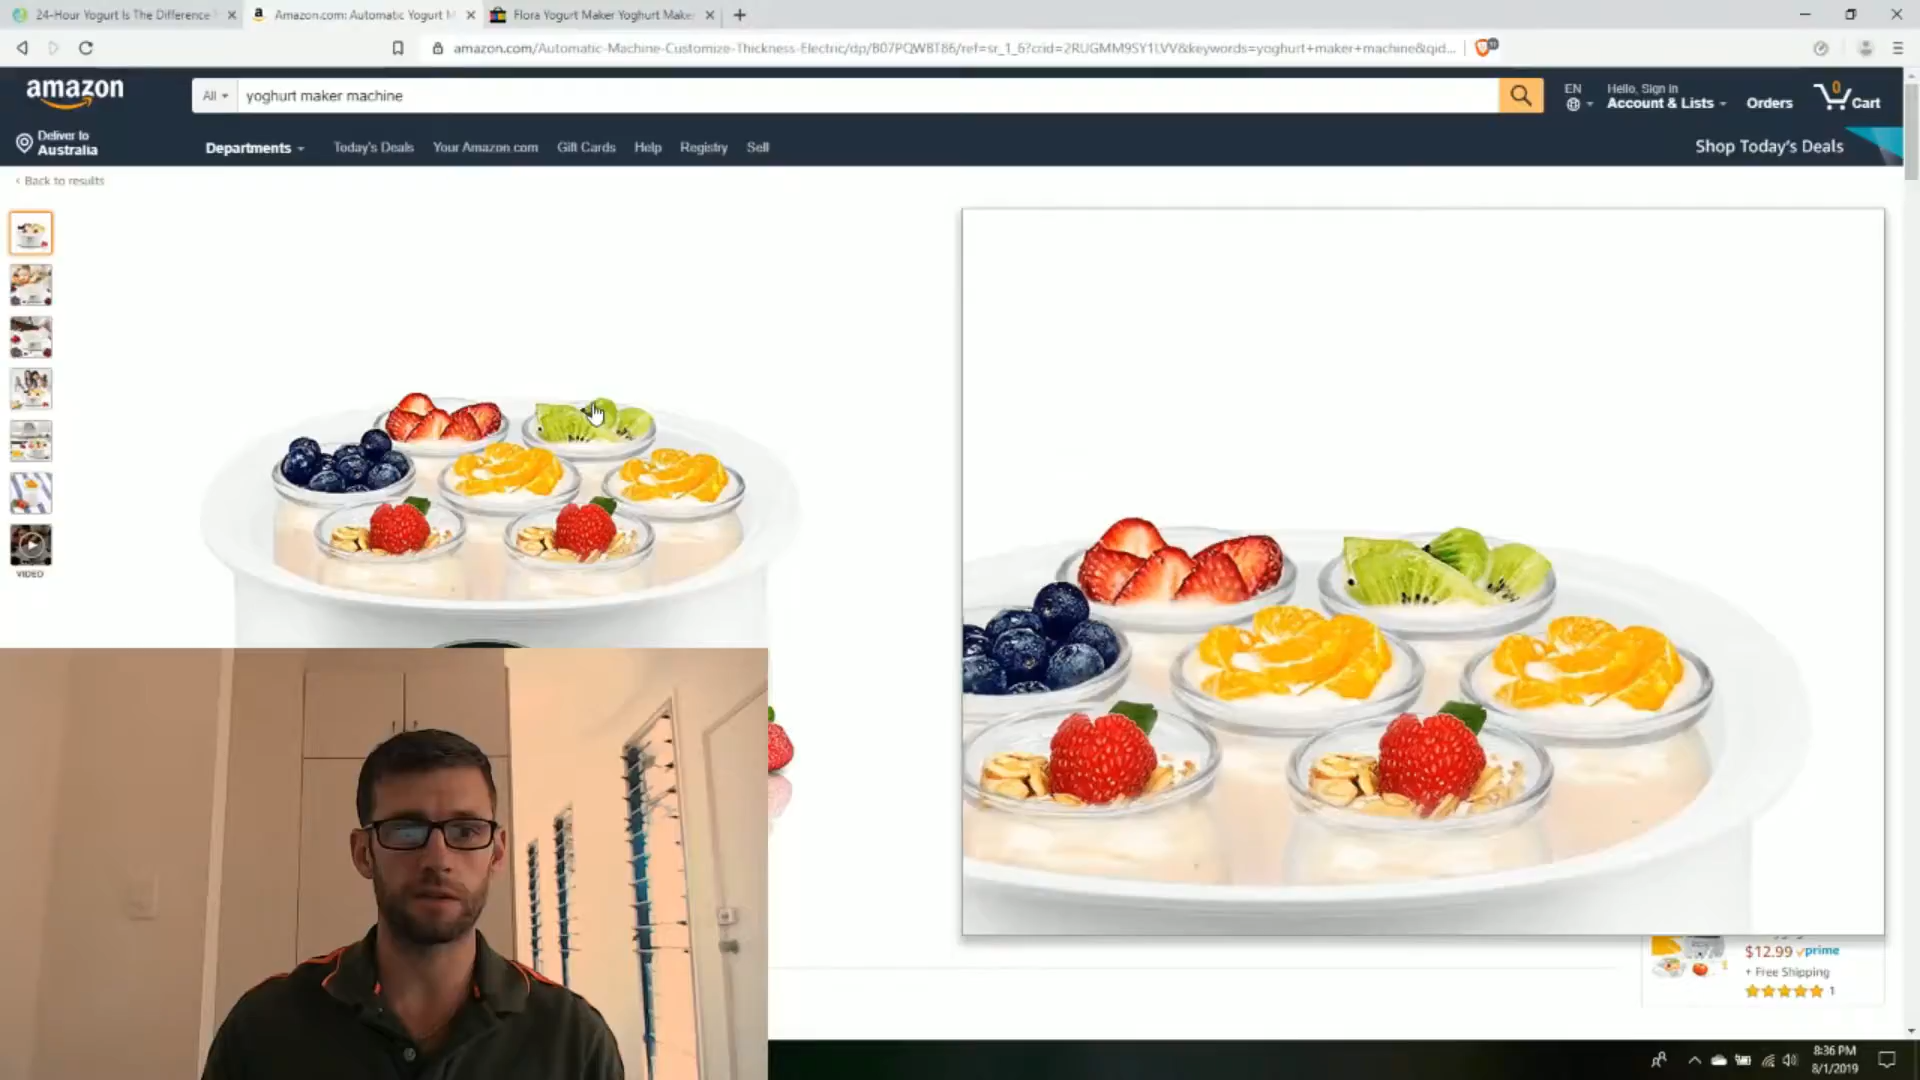 24-Hour Yogurt Is The Difference
Amazon.com: Automatic Yogurt M
Flora Yogurt Maker Yoghurt Make
amazon.com/Automatic-Machine-Customize-Thickness-Electric/dp/B07PQWBT86/ref=sr_1_6?crid=2RUGMM9SY1LVV&keywords=yoghurt+maker+machine&qid...
amazon
All
yoghurt maker machine
EN
Hello, Sign in
Account & Lists
Orders
0
Cart
Deliver to
Australia
Departments
Today's Deals
Your Amazon.com
Gift Cards
Help
Registry
Sell
Shop Today's Deals
‹ Back to results
VIDEO
$12.99 prime
+ Free Shipping
1
8:36 PM
8/1/2019